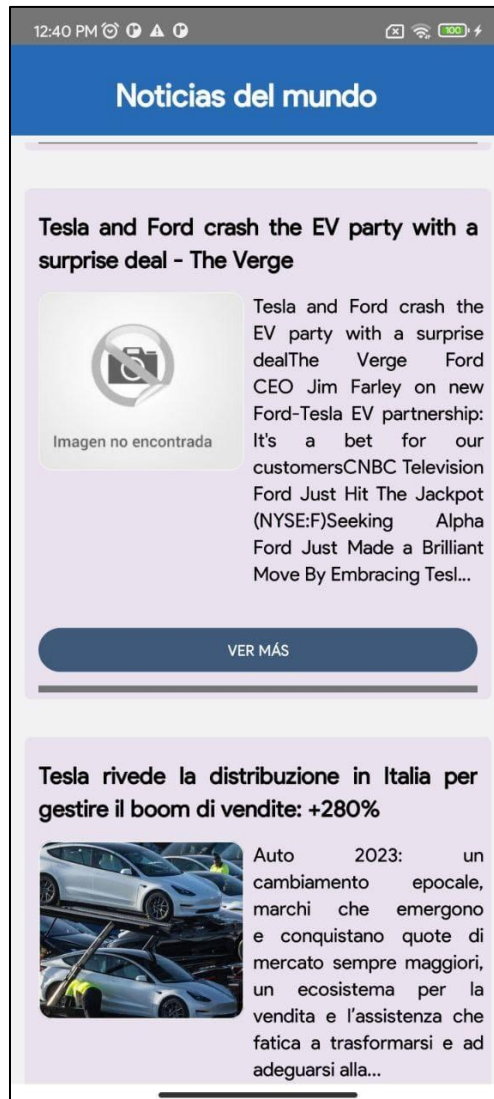 12:40 PM
100
Noticias del mundo
Tesla and Ford crash the EV party with a
surprise deal - The Verge
Imagen no encontrada
Tesla and Ford crash the
EV party with a surprise
dealThe Verge Ford
CEO Jim Farley on new
Ford-Tesla EV partnership:
It's a bet for our
customersCNBC Television
Ford Just Hit The Jackpot
(NYSE:F)Seeking Alpha
Ford Just Made a Brilliant
Move By Embracing Tesl...
VER MÁS
Tesla rivede la distribuzione in Italia per
gestire il boom di vendite: +280%
Auto 2023: un
cambiamento epocale,
marchi che emergono
e conquistano quote di
mercato sempre maggiori,
un ecosistema per la
vendita e l'assistenza che
fatica a trasformarsi e ad
adeguarsi alla...